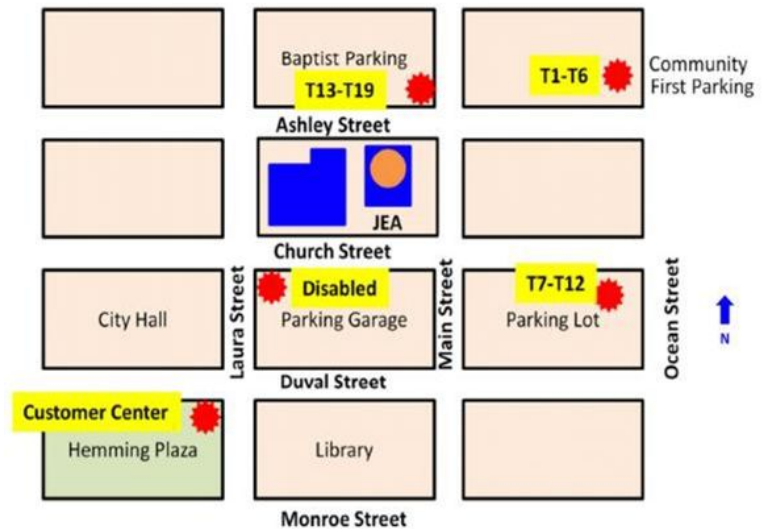 Baptist Parking
T13-T19
T1-T6
Community
First Parking
Ashley Street
JEA
Church Street
Laura Street
Disabled
Main Street
T7-T12
Ocean Street
City Hall
Parking Garage
Parking Lot
N
Duval Street
Customer Center
Hemming Plaza
Library
Monroe Street